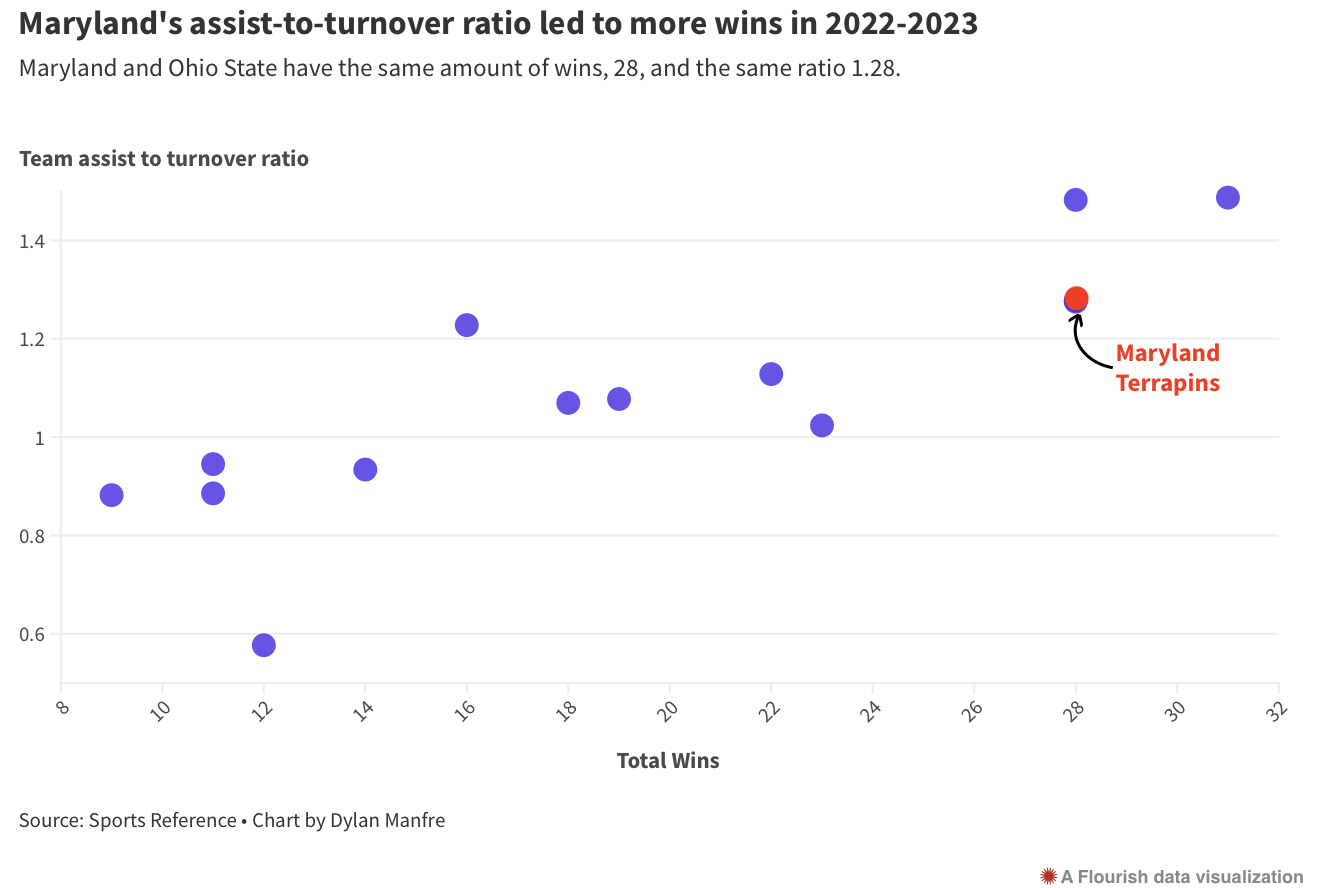 Maryland's assist-to-turnover ratio led to more wins in 2022-2023
Maryland and Ohio State have the same amount of wins, 28, and the same ratio 1.28.
Team assist to turnover ratio
1.4
1.2
1
0.8
0.6
Maryland
Terrapins
8 10 12 14 16 18 20 22 24 26 28 30 32
Total Wins
Source: Sports Reference • Chart by Dylan Manfre
A Flourish data visualization